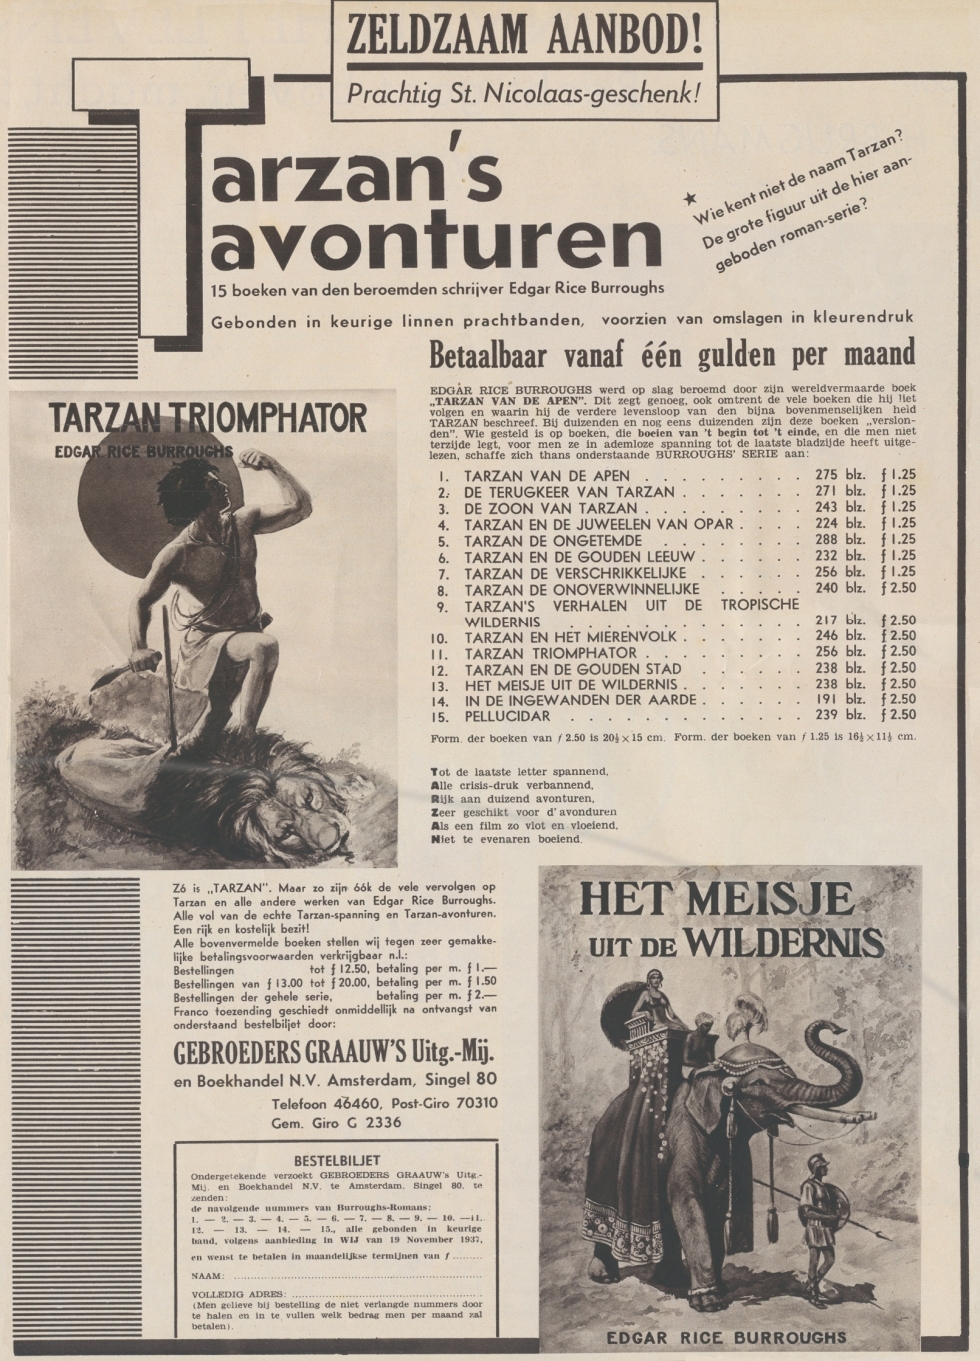 ZELDZAAM AANBOD!
Prachtig St. Nicolaas-geschenk!
Tarzan's
avonturen
15 boeken van den beroemden schrijver Edgar Rice Burroughs
★
Wie kent niet de naam Tarzan?
De grote figuur uit de hier aan-
geboden roman-serie?
Gebonden in keurige linnen prachtbanden, voorzien van omslagen in kleurendruk
Betaalbaar vanaf één gulden per maand
TARZAN TRIOMPHATOR
EDGAR RICE BURROUGHS
EDGAR RICE BURROUGHS werd op slag beroemd door zijn wereldvermaarde boek
„TARZAN VAN DE APEN”. Dit zegt genoeg, ook omtrent de vele boeken die hij liet
volgen en waarin hij de verdere levensloop van den bijna bovenmenselijken held
TARZAN beschreef. Bij duizenden en nog eens duizenden zijn deze boeken „verslon-
den”. Wie gesteld is op boeken, die boeien van 't begin tot 't einde, en die men niet
terzijde legt, voor men ze in ademloze spanning tot de laatste bladzijde heeft uitge-
lezen, schaffe zich thans onderstaande BURROUGHS' SERIE aan:
1. TARZAN VAN DE APEN . . . . . . . . . 275 blz. ƒ 1.25
2. DE TERUGKEER VAN TARZAN . . . . . . . 271 blz. ƒ 1.25
3. DE ZOON VAN TARZAN . . . . . . . . . 243 blz. ƒ 1.25
4. TARZAN EN DE JUWEELEN VAN OPAR . . . . 224 blz. ƒ 1.25
5. TARZAN DE ONGETEMDE . . . . . . . . 288 blz. ƒ 1.25
6. TARZAN EN DE GOUDEN LEEUW . . . . . . 232 blz. ƒ 1.25
7. TARZAN DE VERSCHRIKKELIJKE . . . . . . 256 blz. ƒ 1.25
8. TARZAN DE ONOVERWINNELIJKE . . . . . 240 blz. ƒ 2.50
9. TARZAN'S VERHALEN UIT DE TROPISCHE
WILDERNIS . . . . . . . . . . . . . 217 blz. ƒ 2.50
10. TARZAN EN HET MIERENVOLK . . . . . . . 246 blz. ƒ 2.50
11. TARZAN TRIOMPHATOR . . . . . . . . . 256 blz. ƒ 2.50
12. TARZAN EN DE GOUDEN STAD . . . . . . 238 blz. ƒ 2.50
13. HET MEISJE UIT DE WILDERNIS . . . . . . . 238 blz. ƒ 2.50
14. IN DE INGEWANDEN DER AARDE . . . . . . 191 blz. ƒ 2.50
15. PELLUCIDAR . . . . . . . . . . . . . 239 blz. ƒ 2.50
Form. der boeken van ƒ 2.50 is 20½ × 15 cm. Form. der boeken van ƒ 1.25 is 16½ × 11½ cm.
Tot de laatste letter spannend,
Alle crisis-druk verbannend,
Rijk aan duizend avonturen,
Zeer geschikt voor d' avonduren
Als een film zo vlot en vloeiend,
Niet te evenaren boeiend.
Zó is „TARZAN”. Maar zo zijn óók de vele vervolgen op
Tarzan en alle andere werken van Edgar Rice Burroughs.
Alle vol van de echte Tarzan-spanning en Tarzan-avonturen.
Een rijk en kostelijk bezit!
Alle bovenvermelde boeken stellen wij tegen zeer gemakke-
lijke betalingsvoorwaarden verkrijgbaar n.l.:
Bestellingen tot ƒ 12.50, betaling per m. ƒ 1.—
Bestellingen van ƒ 13.00 tot ƒ 20.00, betaling per m. ƒ 1.50
Bestellingen der gehele serie, betaling per m. ƒ 2.—
Franco toezending geschiedt onmiddellijk na ontvangst van
onderstaand bestelbiljet door:
GEBROEDERS GRAAUW'S Uitg.-Mij.
en Boekhandel N.V. Amsterdam, Singel 80
Telefoon 46460, Post-Giro 70310
Gem. Giro G 2336
BESTELBILJET
Ondergetekende verzoekt GEBROEDERS GRAAUW's Uitg.-
Mij. en Boekhandel N.V. te Amsterdam, Singel 80, te
zenden:
de navolgende nummers van Burroughs-Romans:
1. — 2. — 3. — 4. — 5. — 6. — 7. — 8. — 9. — 10. — 11.
12. — 13. — 14. — 15., alle gebonden in keurige
band, volgens aanbieding in WIJ van 19 November 1937,
en wenst te betalen in maandelijkse termijnen van ƒ .........
NAAM: ..........
VOLLEDIG ADRES: ..........
(Men gelieve bij bestelling de niet verlangde nummers door
te halen en in te vullen welk bedrag men per maand zal
betalen).
HET MEISJE
UIT DE WILDERNIS
EDGAR RICE BURROUGHS